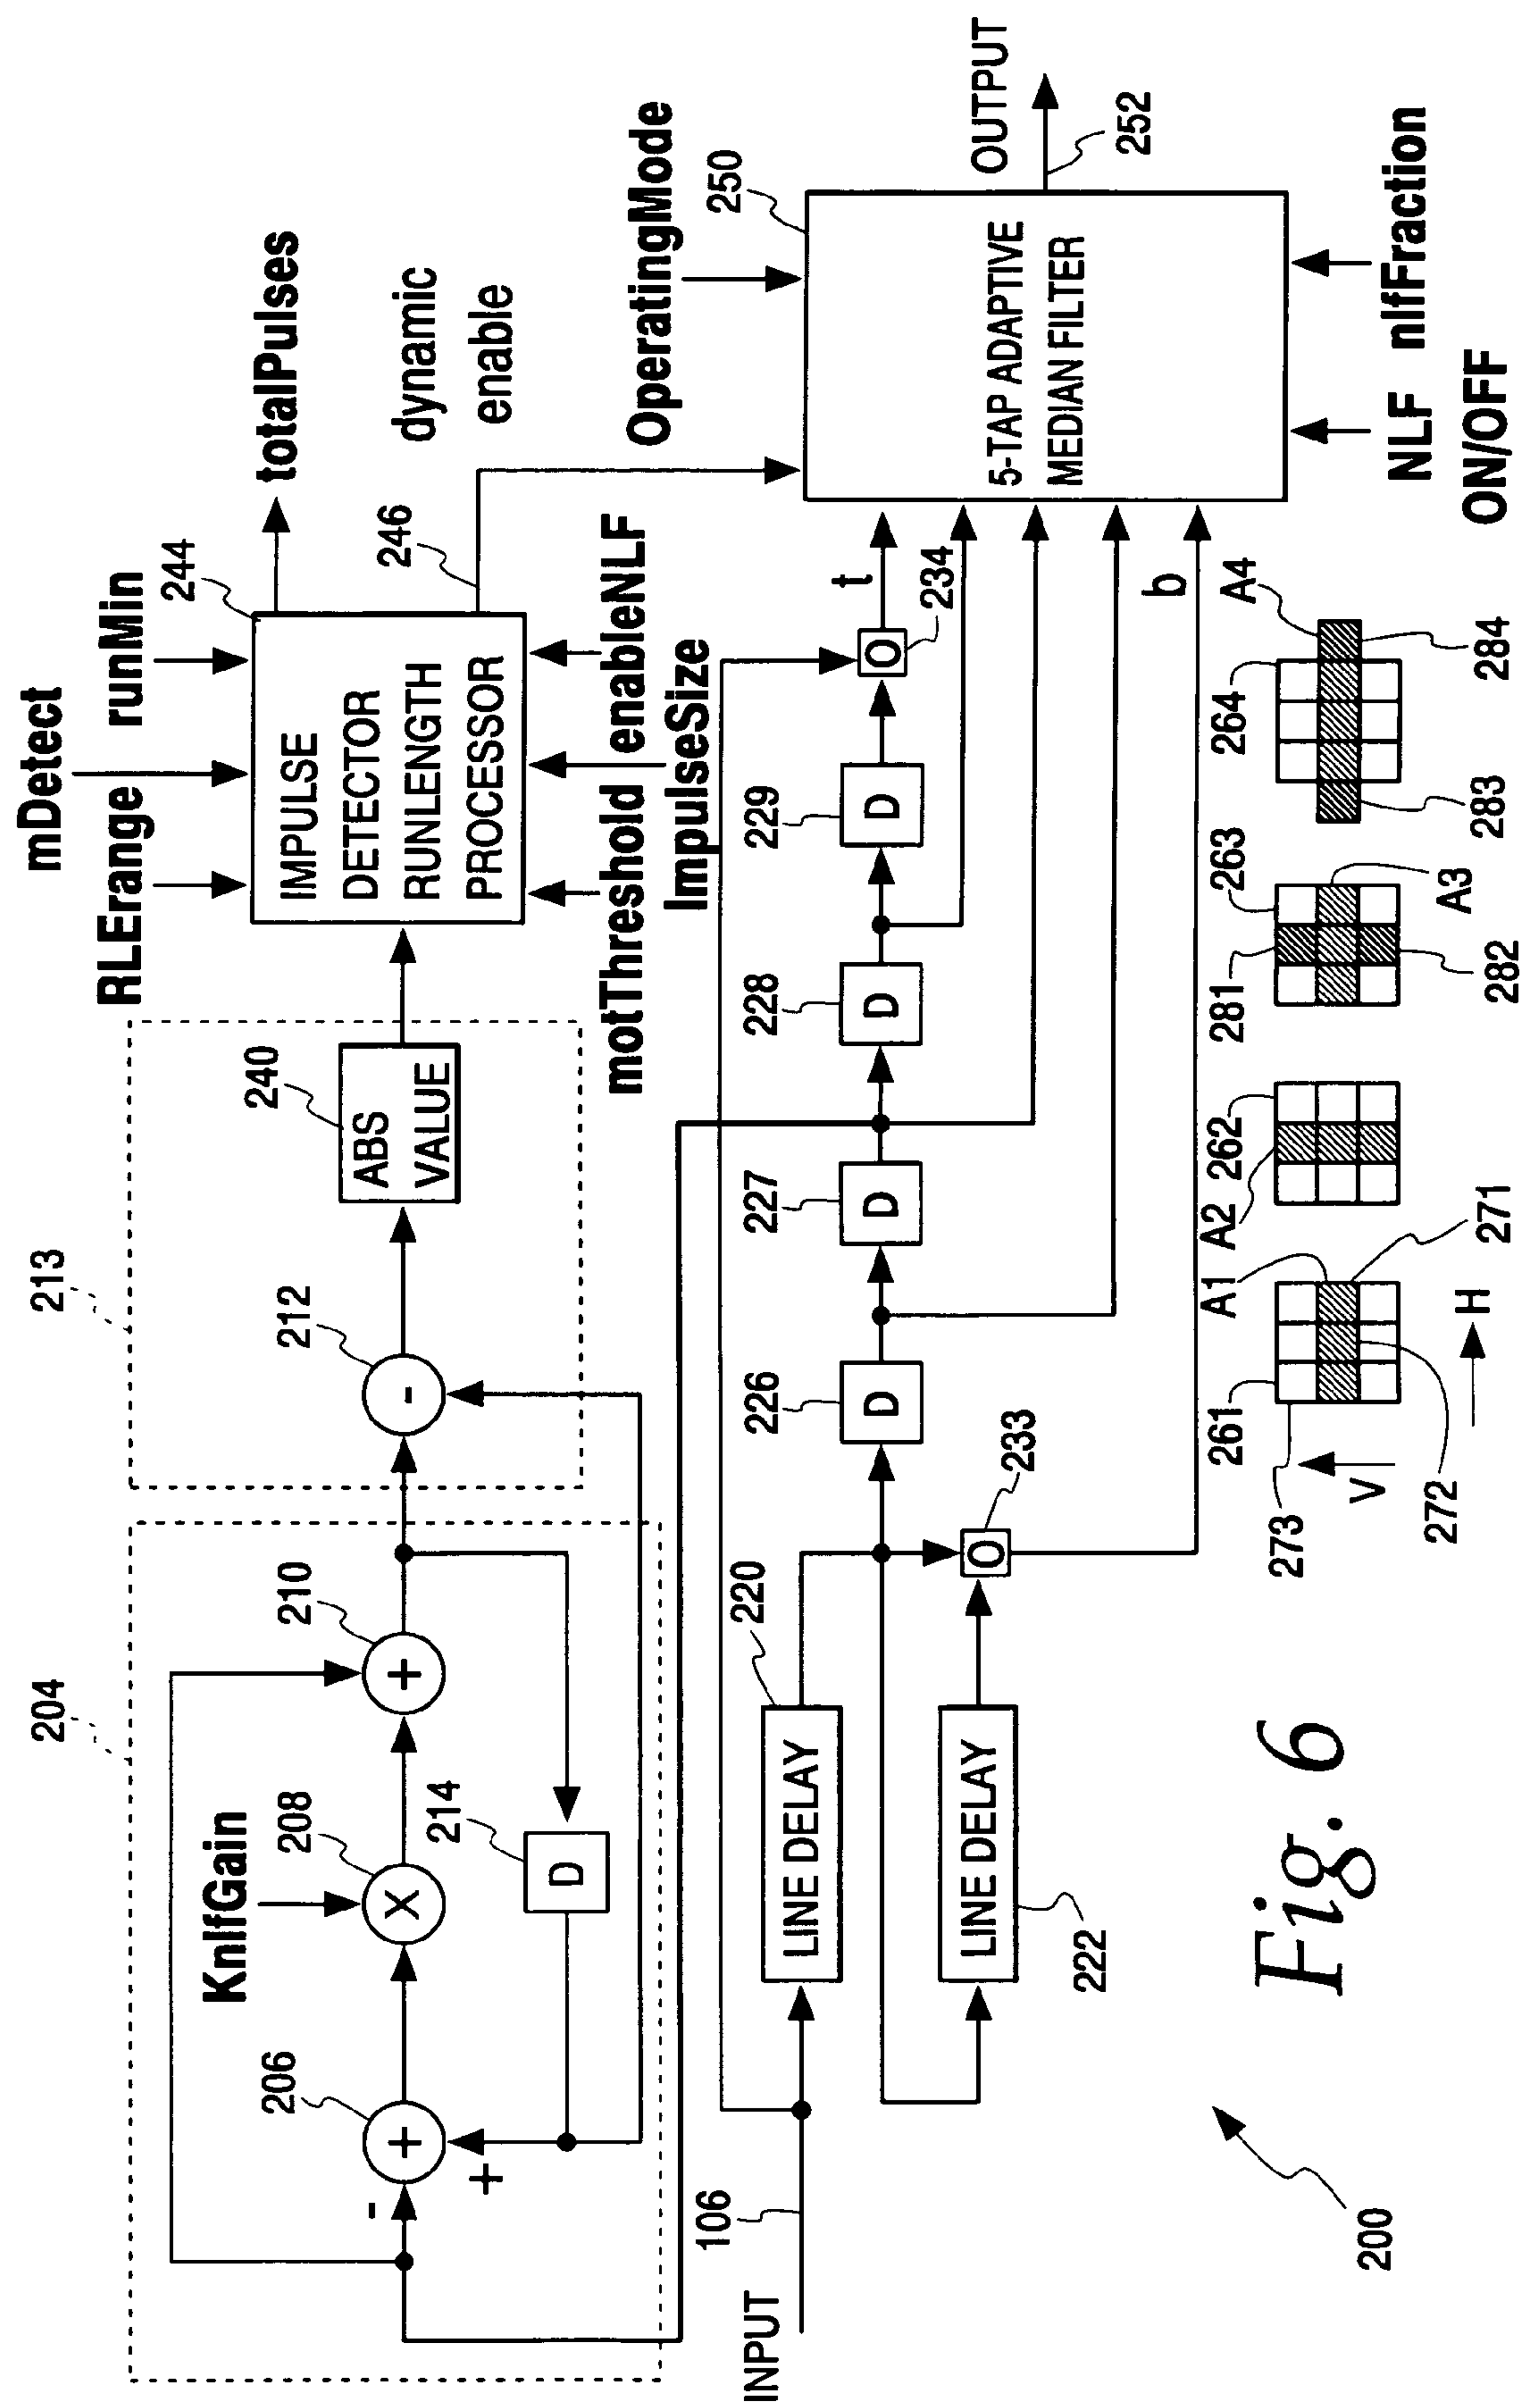 mDetect
RLErange
runMin
244
IMPULSE
DETECTOR
RUNLENGTH
PROCESSOR
totalPulses
246
dynamic
enable
motThreshold
enableNLF
ImpulseSize
204
213
KnlfGain
206
-
+
+
208
X
210
+
214
D
212
-
240
ABS
VALUE
INPUT
106
220
LINE DELAY
222
LINE DELAY
233
O
226
D
227
D
228
D
229
D
234
O
t
b
OperatingMode
250
5-TAP ADAPTIVE
MEDIAN FILTER
OUTPUT
252
NLF
ON/OFF
nlfFraction
261
A1
271
272
273
V
H
A2
262
281
263
A3
282
264
A4
283
284
200
Fig. 6